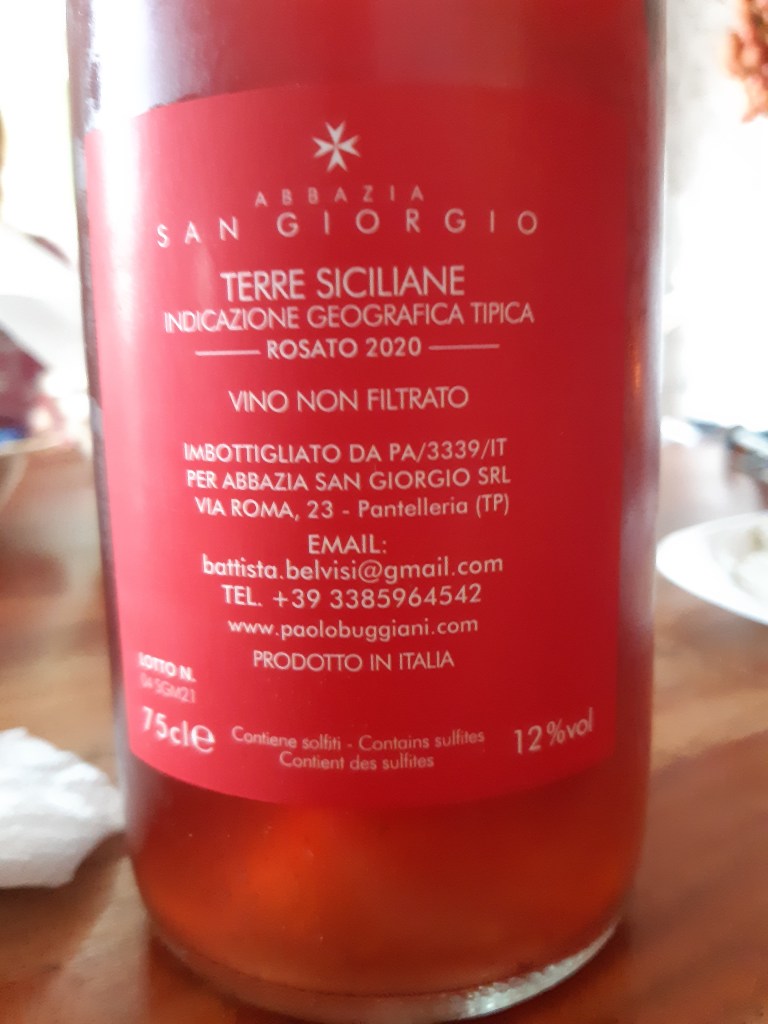 ABBAZIA
SAN GIORGIO
TERRE SICILIANE
INDICAZIONE GEOGRAFICA TIPICA
ROSATO 2020
VINO NON FILTRATO
IMBOTTIGLIATO DA PA/3339/IT
PER ABBAZIA SAN GIORGIO SRL
VIA ROMA, 23 - Pantelleria (TP)
EMAIL:
battista.belvisi@gmail.com
TEL. +39 3385964542
www.paolobuggiani.com
PRODOTTO IN ITALIA
LOTTO N.
04 SGM21
75cl e
Contiene solfiti - Contains sulfites
Contient des sulfites
12%vol